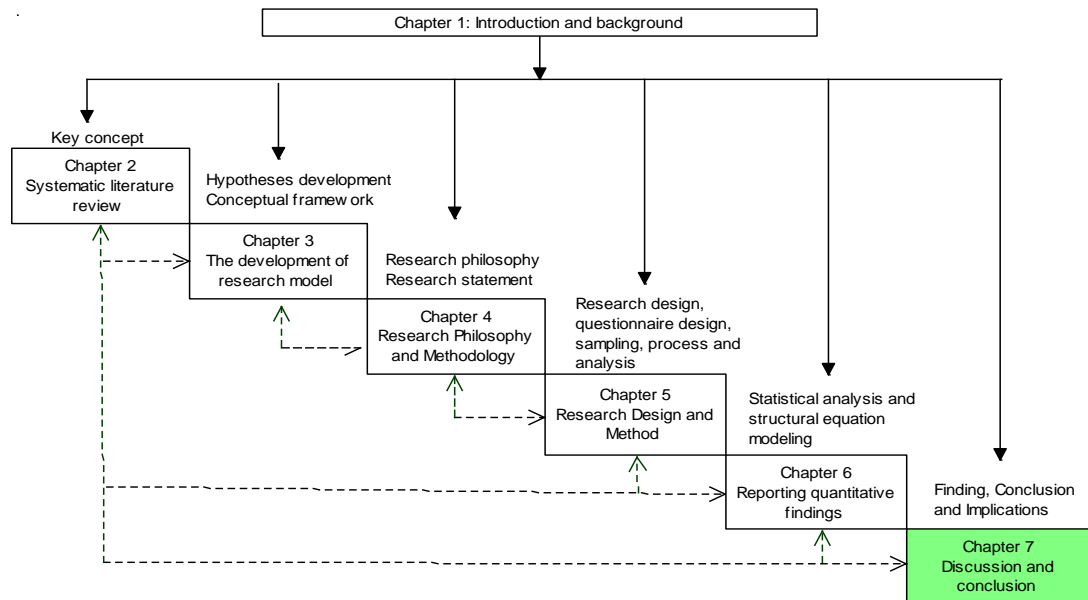 Chapter 1: Introduction and background
Key concept
Chapter 2
Systematic literature
review
Hypotheses development
Conceptual framework
Chapter 3
The development of
research model
Research philosophy
Research statement
Chapter 4
Research Philosophy
and Methodology
Research design,
questionnaire design,
sampling, process and
analysis
Chapter 5
Research Design and
Method
Statistical analysis and
structural equation
modeling
Chapter 6
Reporting quantitative
findings
Finding, Conclusion
and Implications
Chapter 7
Discussion and
conclusion